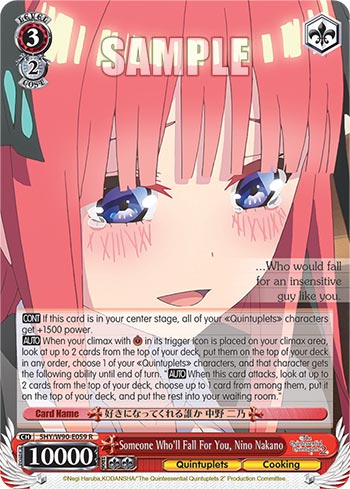 LEVEL
3
2
COST
SAMPLE
...Who would fall
for an insensitive
guy like you.
CONT If this card is in your center stage, all of your «Quintuplets» characters
get +1500 power.
AUTO When your climax with in its trigger icon is placed on your climax area,
look at up to 2 cards from the top of your deck, put them on the top of your deck
in any order, choose 1 of your «Quintuplets» characters, and that character gets
the following ability until end of turn. "AUTO When this card attacks, look at up to
2 cards from the top of your deck, choose up to 1 card from among them, put it
on the top of your deck, and put the rest into your waiting room."
Card Name 好きになってくれる誰か 中野 二乃
CH 5HY/W90-E059 R
10000
Someone Who'll Fall For You, Nino Nakano
Quintuplets
Cooking
©Negi Haruba,KODANSHA/"The Quintessential Quintuplets 2" Production Committee.